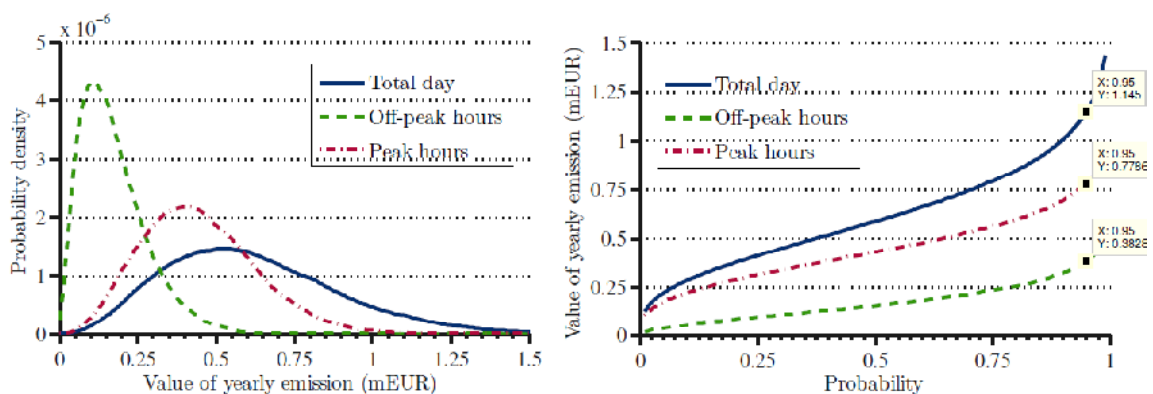 x 10⁻⁶
5
4
3
2
1
0
Probability density
Total day
Off-peak hours
Peak hours
0 0.25 0.5 0.75 1 1.25 1.5
Value of yearly emission (mEUR)
1.5
1.25
1
0.75
0.5
0.25
0
Value of yearly emission (mEUR)
Total day
Off-peak hours
Peak hours
X: 0.95
Y: 1.145
X: 0.95
Y: 0.7786
X: 0.95
Y: 0.9828
0 0.25 0.5 0.75 1
Probability